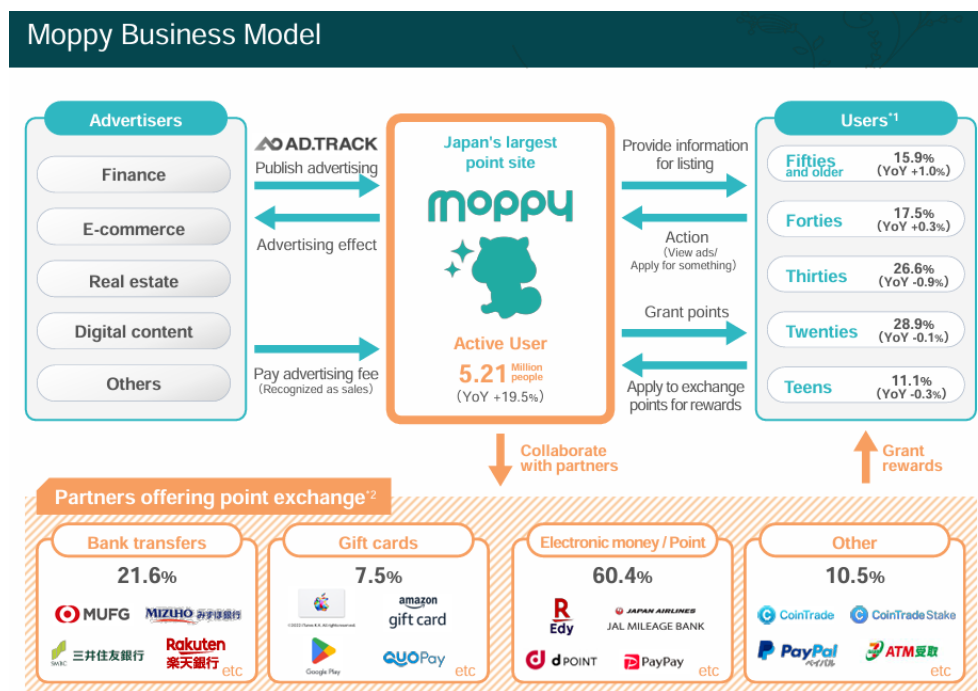 Moppy Business Model
Advertisers
Finance
E-commerce
Real estate
Digital content
Others
AD.TRACK
Publish advertising
Advertising effect
Pay advertising fee
(Recognized as sales)
Japan's largest
point site
moppy
Active User
5.21 Million people
(YoY +19.5%)
Provide information
for listing
Action
(View ads/
Apply for something)
Grant points
Apply to exchange
points for rewards
Users*1
Fifties
and older
15.9%
(YoY +1.0%)
Forties
17.5%
(YoY +0.3%)
Thirties
26.6%
(YoY -0.9%)
Twenties
28.9%
(YoY -0.1%)
Teens
11.1%
(YoY -0.3%)
Collaborate
with partners
Grant
rewards
Partners offering point exchange*2
Bank transfers
21.6%
MUFG
MIZUHO みずほ銀行
SMBC
三井住友銀行
Rakuten
楽天銀行
etc
Gift cards
7.5%
amazon
gift card
Google Play
QUOPay
etc
Electronic money / Point
60.4%
R
Edy
JAPAN AIRLINES
JAL MILEAGE BANK
d POINT
PayPay
etc
Other
10.5%
CoinTrade
CoinTradeStake
PayPal
ペイパル
ATM受取
etc